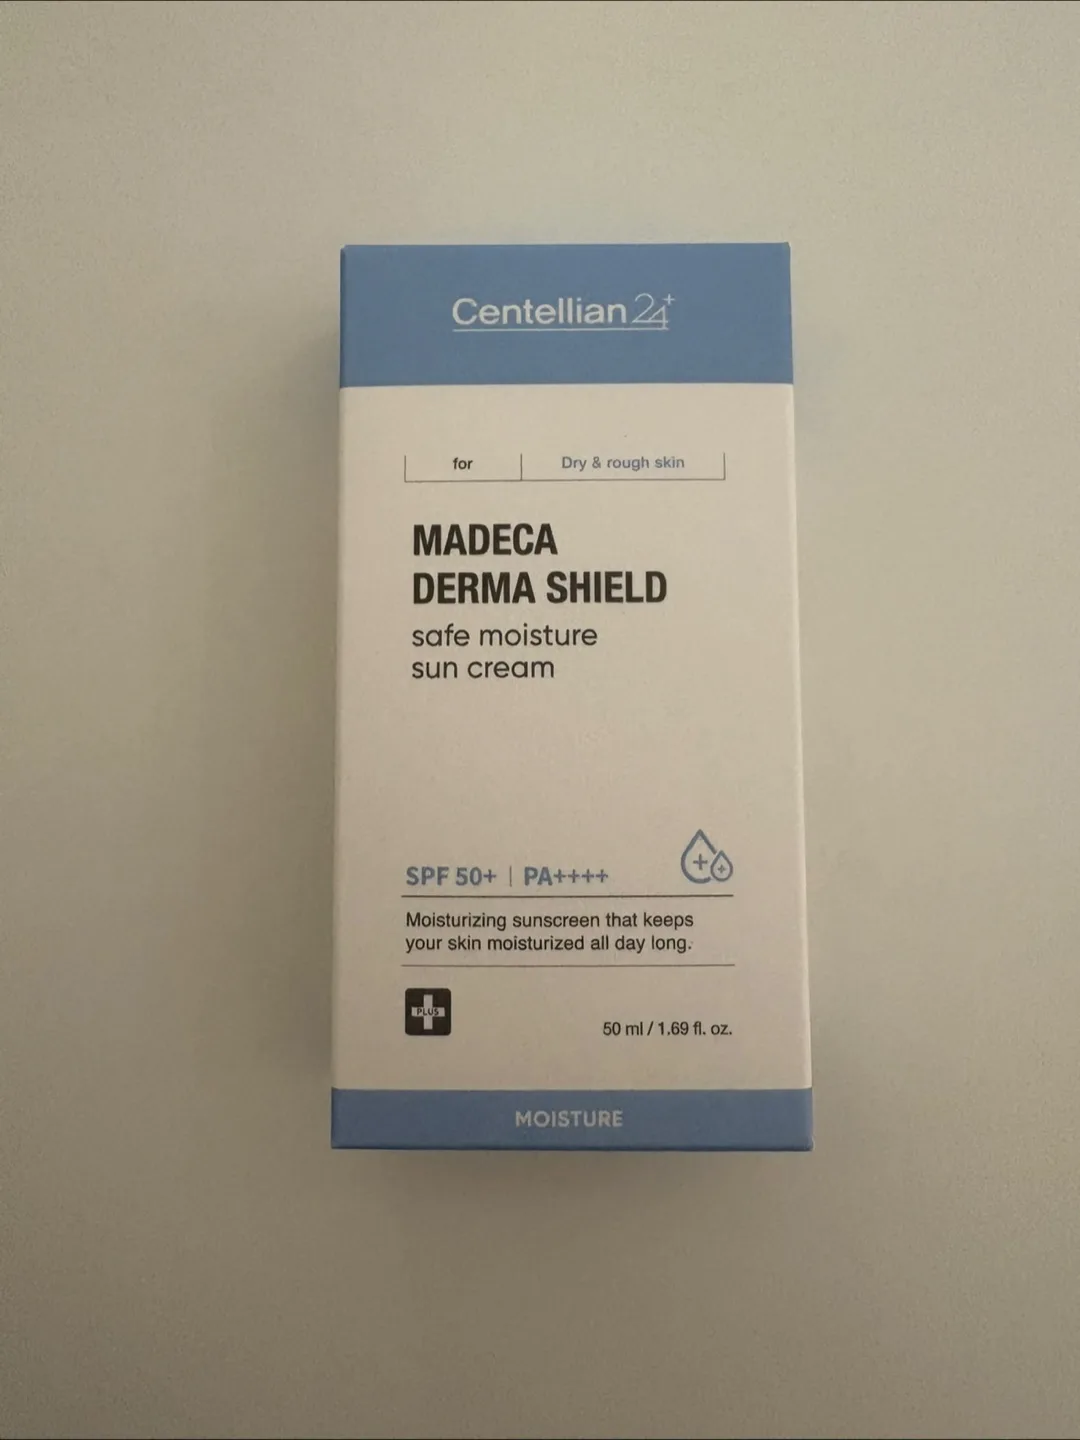 Centellian 24+
for Dry & rough skin
MADECA
DERMA SHIELD
safe moisture
sun cream
SPF 50+ | PA++++
Moisturizing sunscreen that keeps
your skin moisturized all day long.
PLUS
50 ml / 1.69 fl. oz.
MOISTURE